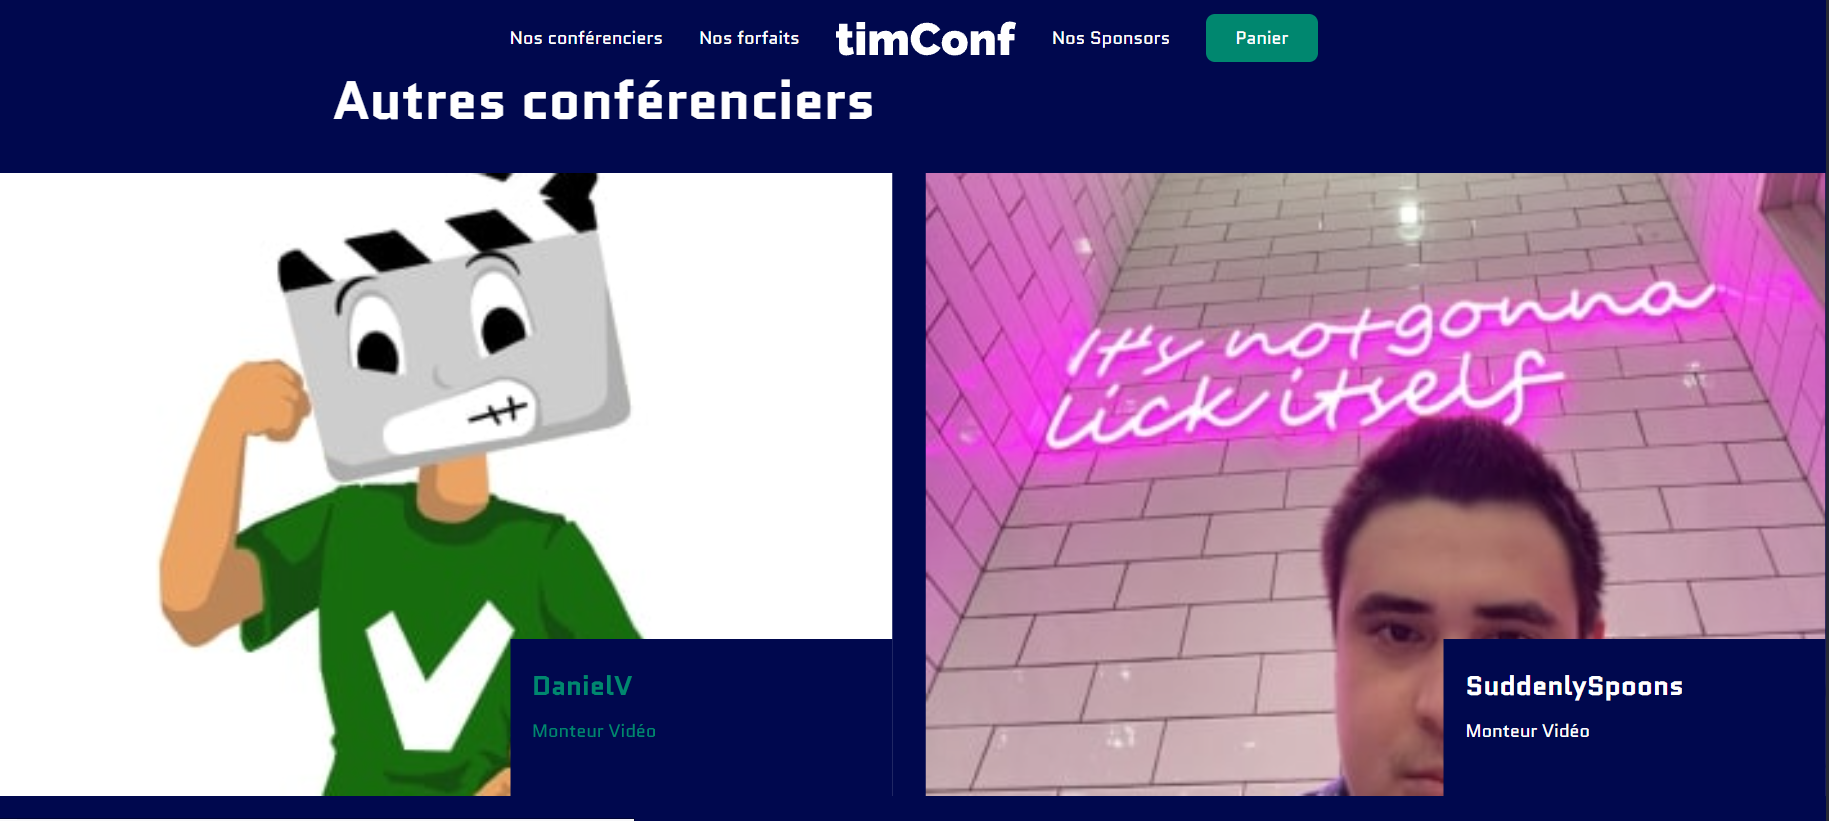 Nos conférenciers Nos forfaits timConf Nos Sponsors Panier
Autres conférenciers
It's not gonna
lick itself
V
DanielV
Monteur Vidéo
SuddenlySpoons
Monteur Vidéo